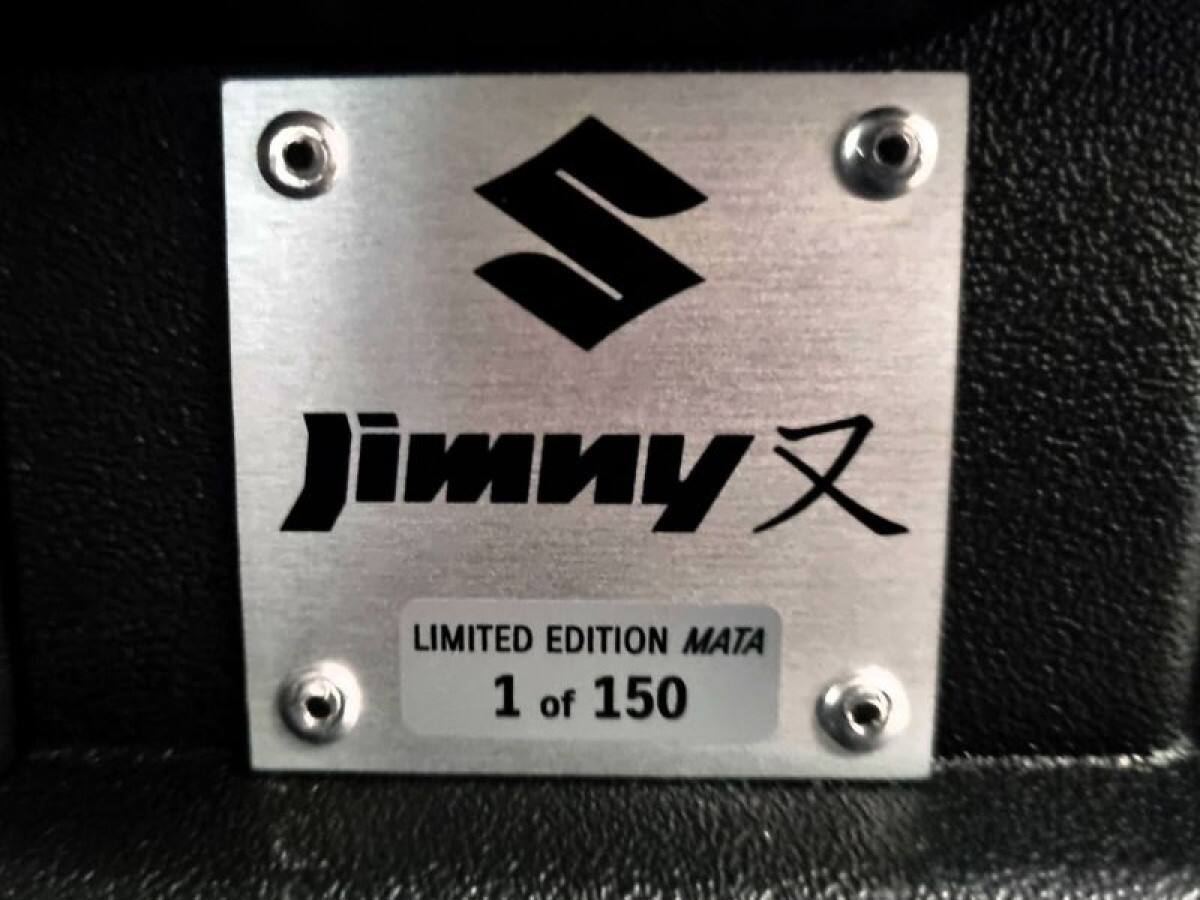 Jimny又
LIMITED EDITION MATA
1 of 150